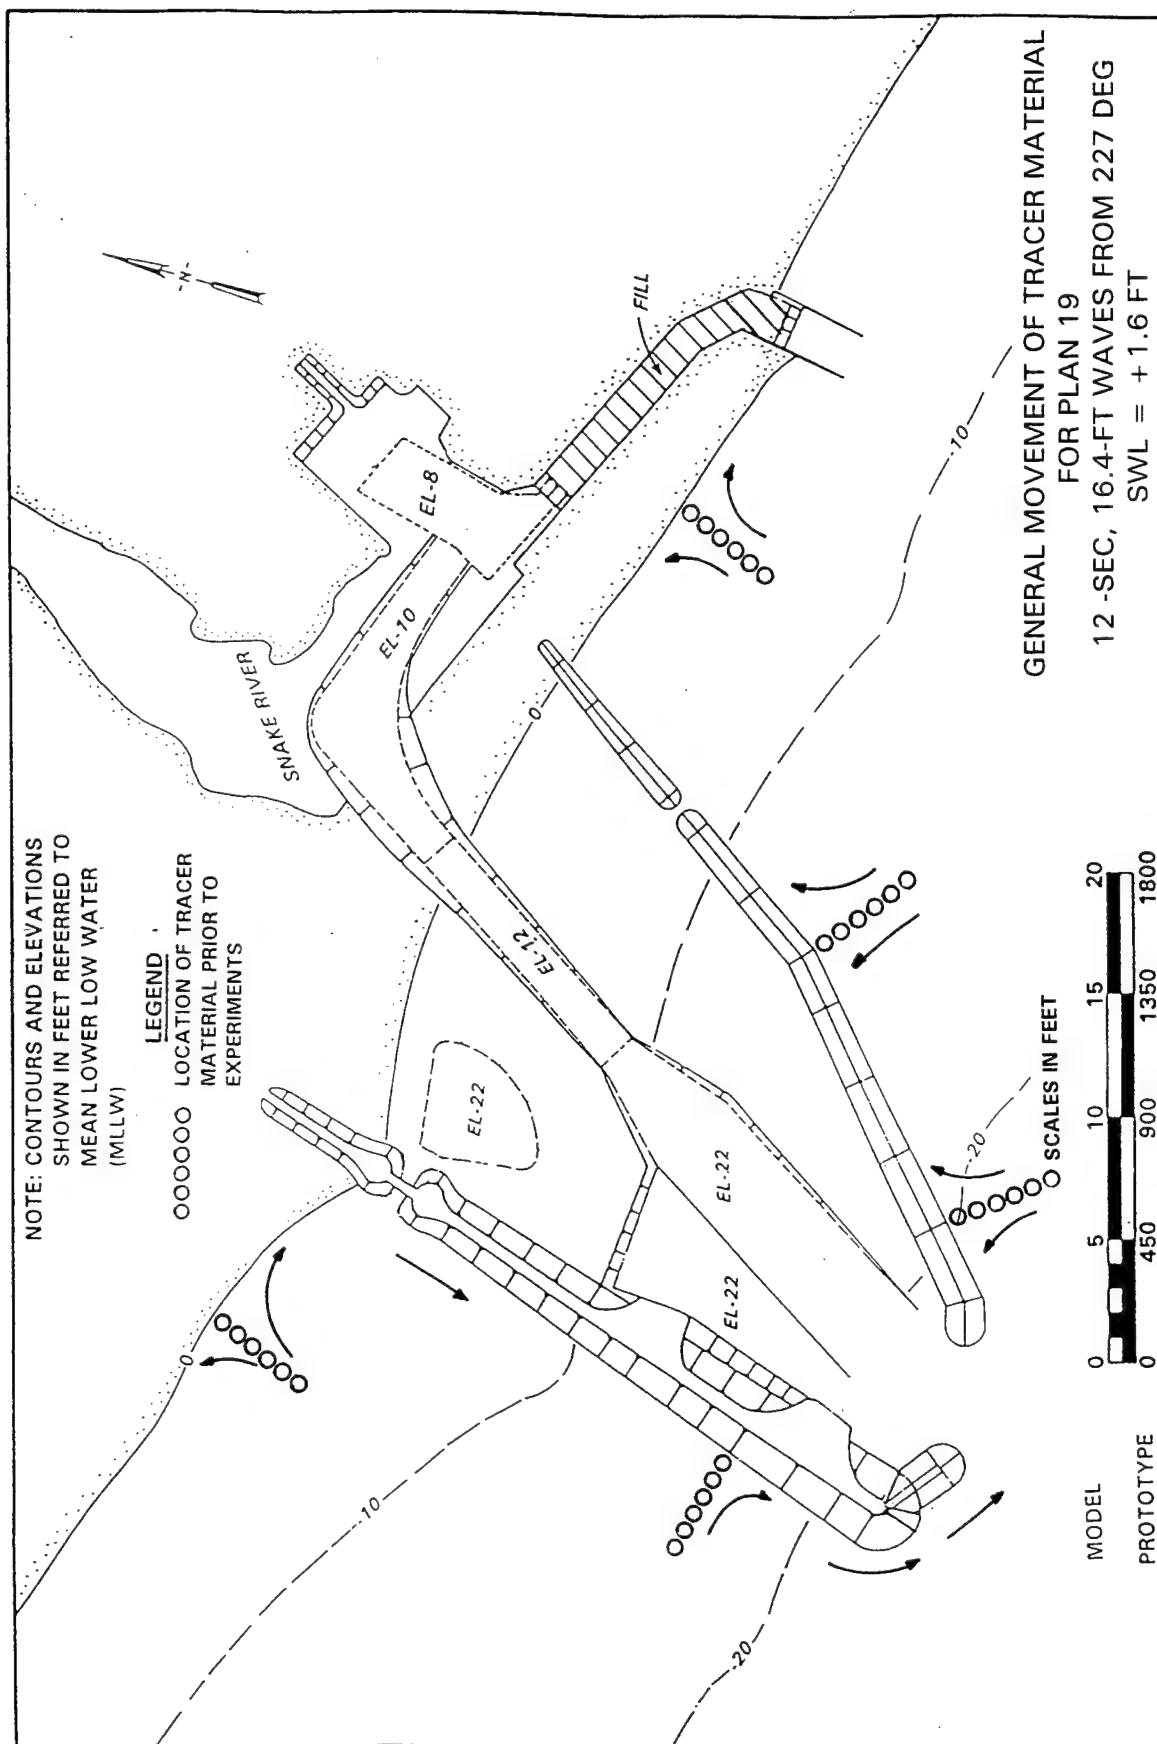 NOTE: CONTOURS AND ELEVATIONS
SHOWN IN FEET REFERRED TO
MEAN LOWER LOW WATER
(MLLW)
LEGEND
LOCATION OF TRACER
MATERIAL PRIOR TO
EXPERIMENTS
SNAKE RIVER
-N-
EL-8
EL-10
FILL
EL-12
EL-22
EL-22
EL-22
0
0
-10
-10
-20
-20
SCALES IN FEET
MODEL
0 5 10 15 20
PROTOTYPE
0 450 900 1350 1800
GENERAL MOVEMENT OF TRACER MATERIAL
FOR PLAN 19
12 -SEC, 16.4-FT WAVES FROM 227 DEG
SWL = + 1.6 FT